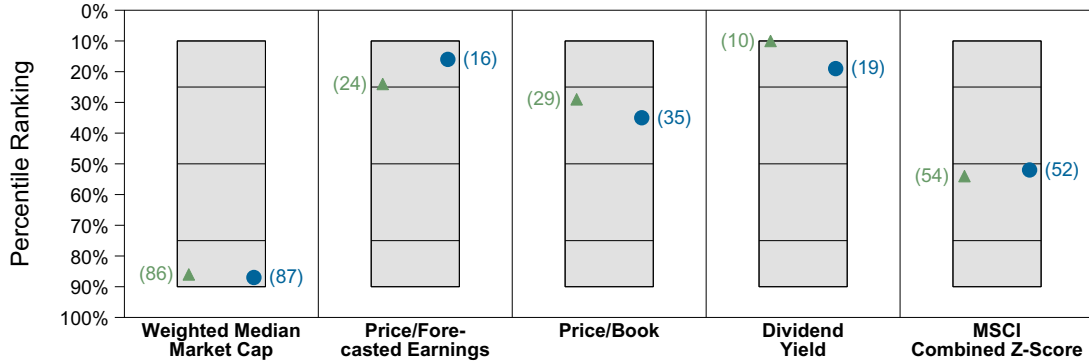 Percentile Ranking
0%
10%
20%
30%
40%
50%
60%
70%
80%
90%
100%
(86)
(87)
(24)
(16)
(29)
(35)
(10)
(19)
(54)
(52)
Weighted Median
Market Cap
Price/Fore-
casted Earnings
Price/Book
Dividend
Yield
MSCI
Combined Z-Score